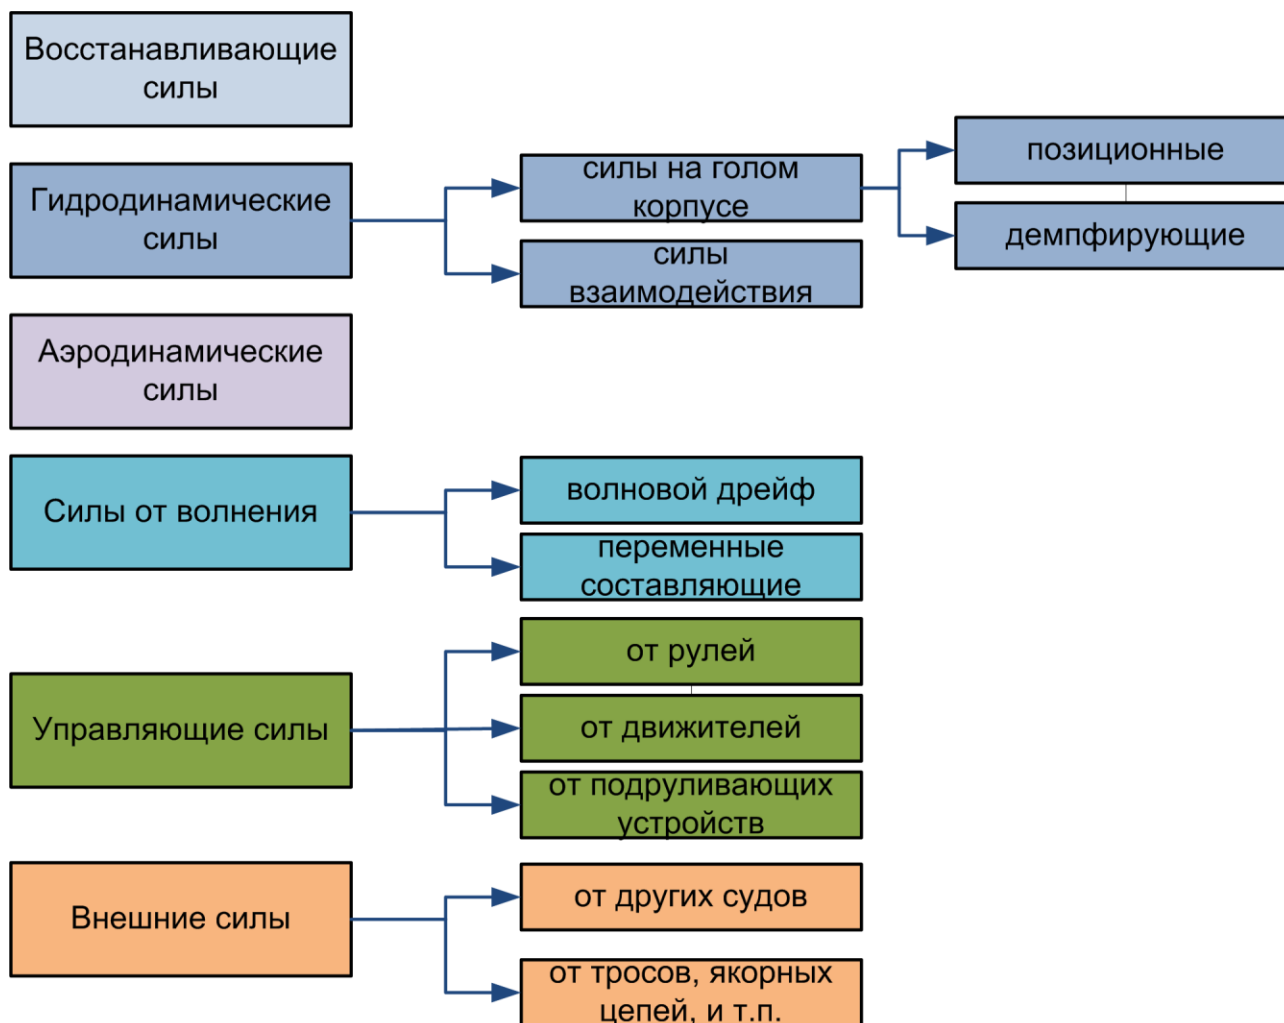 Восстанавливающие
силы
Гидродинамические
силы
силы на голом
корпусе
позиционные
демпфирующие
силы
взаимодействия
Аэродинамические
силы
Силы от волнения
волновой дрейф
переменные
составляющие
Управляющие силы
от рулей
от движителей
от подруливающих
устройств
Внешние силы
от других судов
от тросов, якорных
цепей, и т.п.